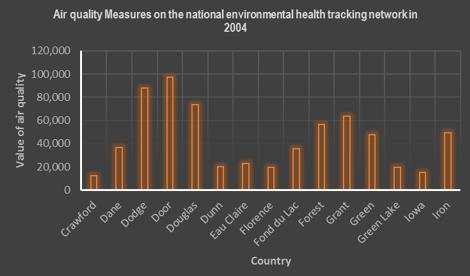 Air quality Measures on the national environmental health tracking network in
2004
120,000
100,000
80,000
60,000
40,000
20,000
0
Value of air quality
Crawford
Dane
Dodge
Door
Douglas
Dunn
Eau Claire
Florence
Fond du Lac
Forest
Grant
Green
Green Lake
Iowa
Iron
Country